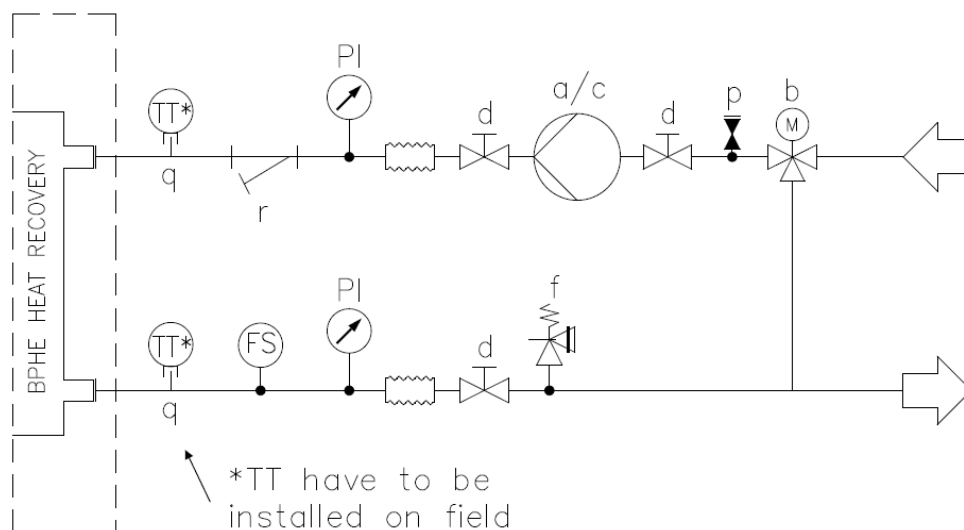 PI
a/c
TT*
d
d
p
b
M
q
r
BPHE HEAT RECOVERY
PI
f
TT*
FS
d
q
*TT have to be
installed on field